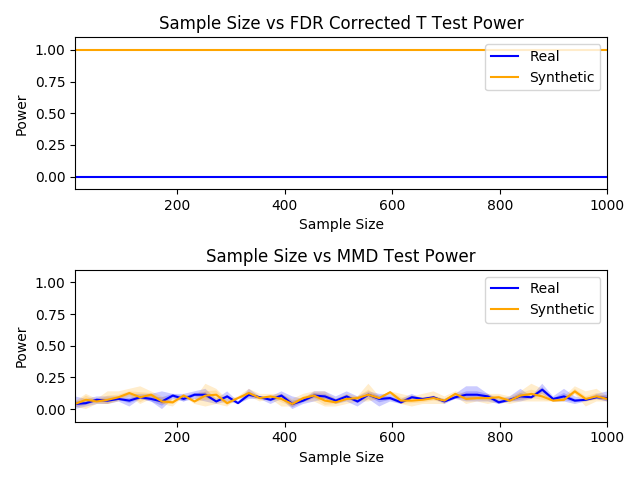 Sample Size vs FDR Corrected T Test Power
1.00
0.75
0.50
0.25
0.00
Power
Real
Synthetic
200 400 600 800 1000
Sample Size
Sample Size vs MMD Test Power
1.00
0.75
0.50
0.25
0.00
Power
Real
Synthetic
200 400 600 800 1000
Sample Size